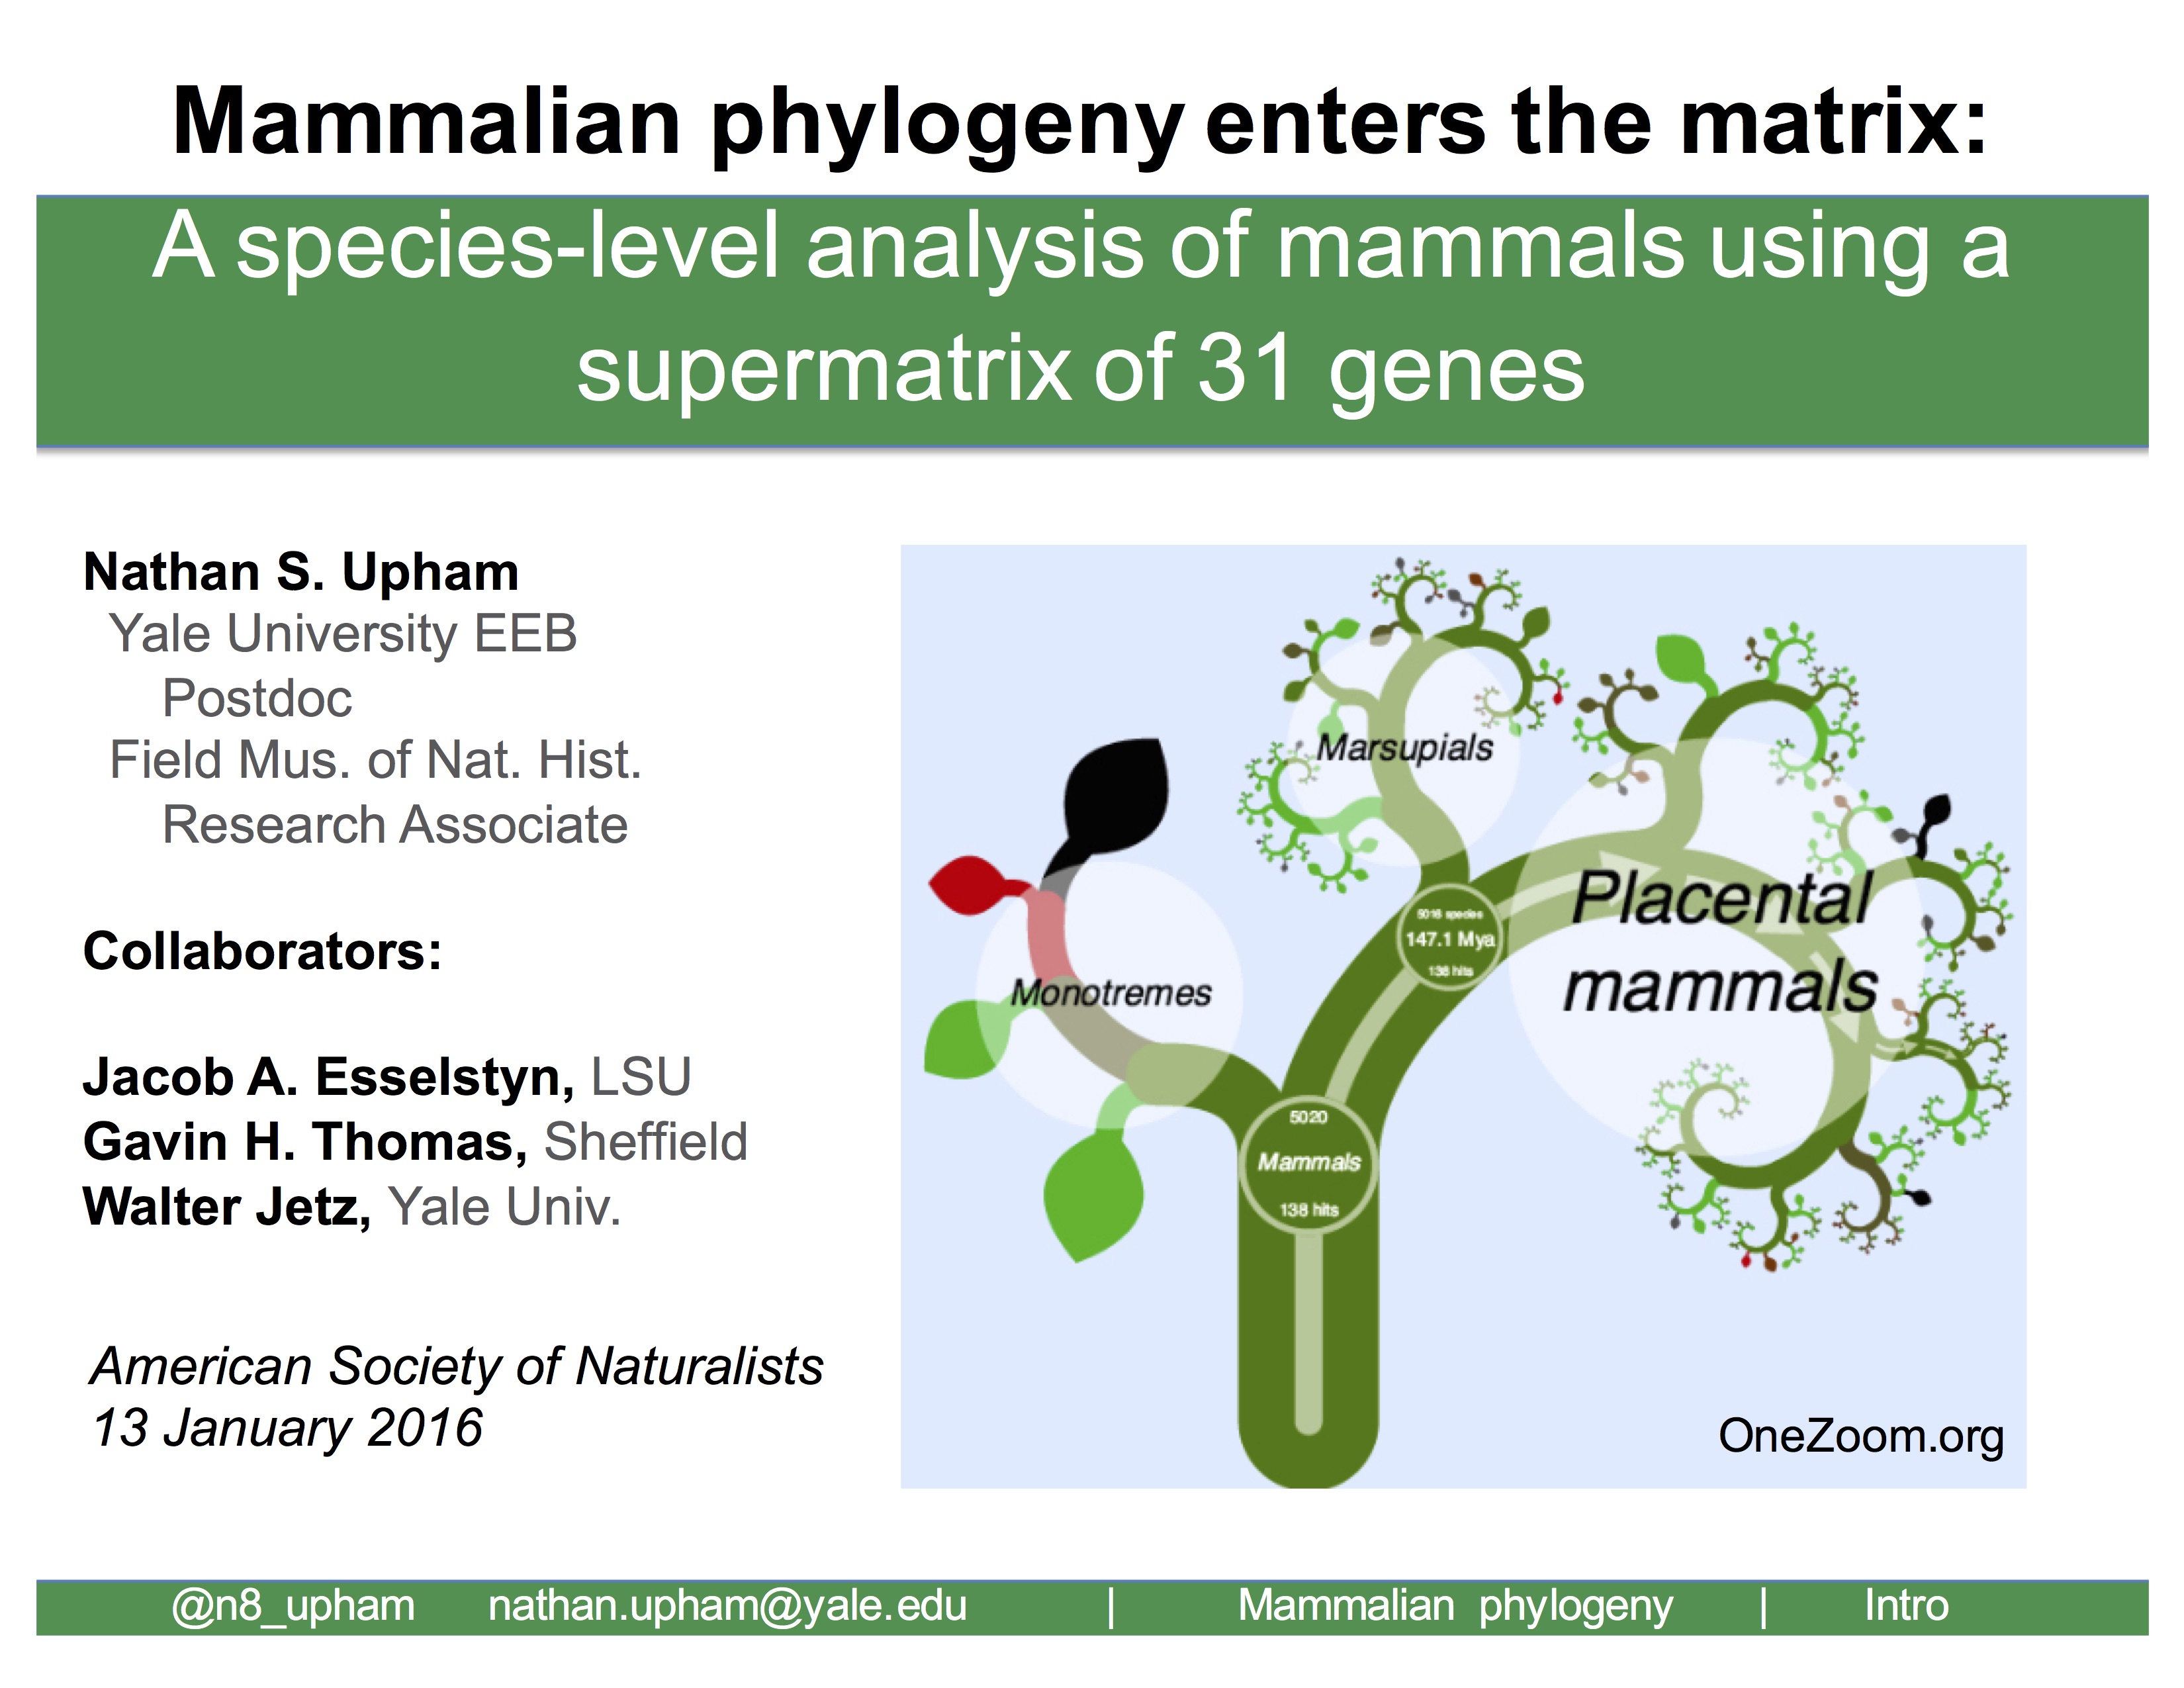 Mammalian phylogeny enters the matrix:
A species-level analysis of mammals using a
supermatrix of 31 genes
Nathan S. Upham
Yale University EEB
Postdoc
Field Mus. of Nat. Hist.
Research Associate
Collaborators:
Jacob A. Esselstyn, LSU
Gavin H. Thomas, Sheffield
Walter Jetz, Yale Univ.
American Society of Naturalists
13 January 2016
Marsupials
Monotremes
Placental
mammals
5016 species
147.1 Mya
138 hits
5020
Mammals
138 hits
OneZoom.org
@n8_upham nathan.upham@yale.edu | Mammalian phylogeny | Intro